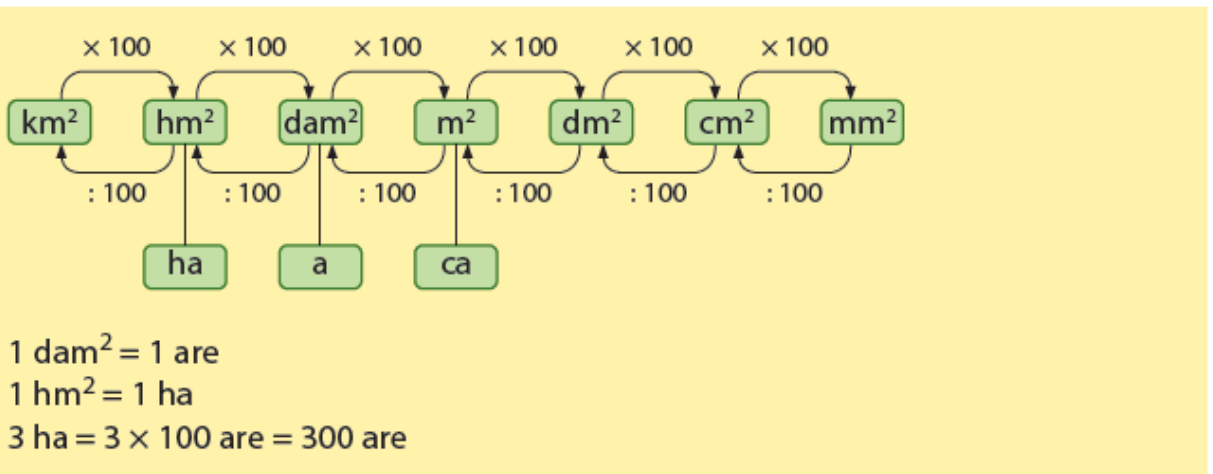 × 100 × 100 × 100 × 100 × 100 × 100
km² hm² dam² m² dm² cm² mm²
: 100 : 100 : 100 : 100 : 100 : 100
ha a ca
1 dam² = 1 are
1 hm² = 1 ha
3 ha = 3 × 100 are = 300 are